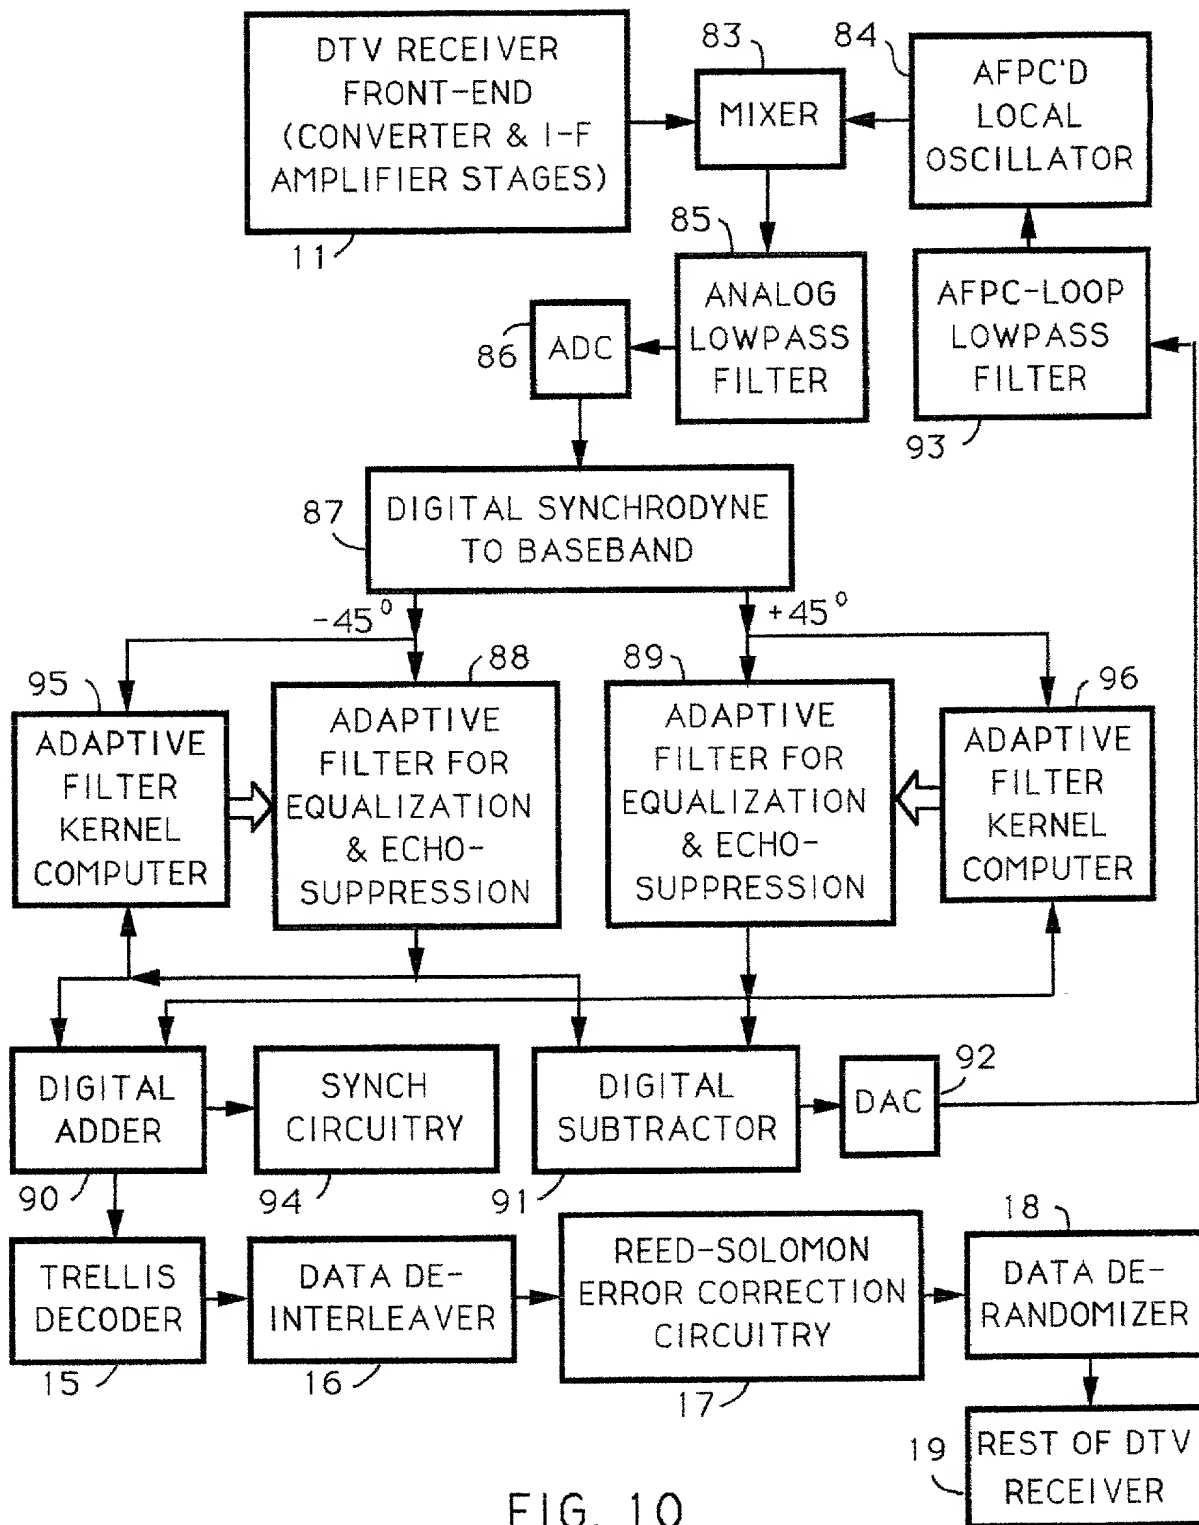 DTV RECEIVER
FRONT-END
(CONVERTER & I-F
AMPLIFIER STAGES)
11
83
MIXER
84
AFPC'D
LOCAL
OSCILLATOR
85
ANALOG
LOWPASS
FILTER
86
ADC
AFPC-LOOP
LOWPASS
FILTER
93
87
DIGITAL SYNCHRODYNE
TO BASEBAND
-45°
+45°
95
ADAPTIVE
FILTER
KERNEL
COMPUTER
88
ADAPTIVE
FILTER FOR
EQUALIZATION
& ECHO-
SUPPRESSION
89
ADAPTIVE
FILTER FOR
EQUALIZATION
& ECHO-
SUPPRESSION
96
ADAPTIVE
FILTER
KERNEL
COMPUTER
DIGITAL
ADDER
90
SYNCH
CIRCUITRY
94
DIGITAL
SUBTRACTOR
91
DAC
92
TRELLIS
DECODER
15
DATA DE-
INTERLEAVER
16
REED-SOLOMON
ERROR CORRECTION
CIRCUITRY
17
18
DATA DE-
RANDOMIZER
19
REST OF DTV
RECEIVER
FIG. 10